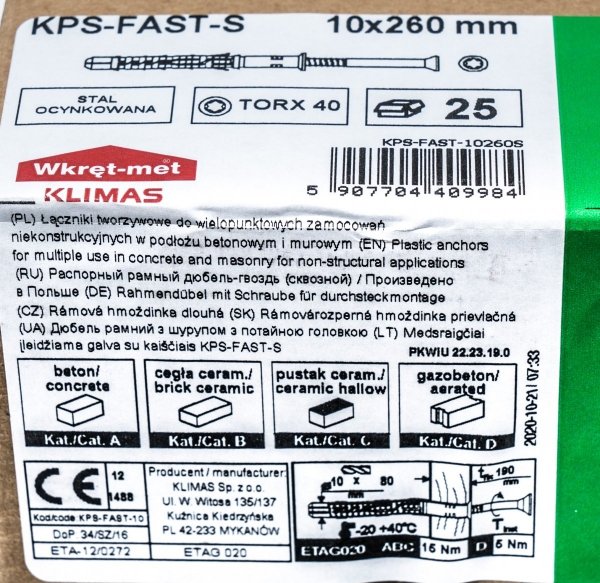 KPS-FAST-S 10x260 mm
STAL
OCYNKOWANA
TORX 40
25
KPS-FAST-10260S
Wkręt-met®
KLIMAS
5 907704 409984
(PL) Łączniki tworzywowe do wielopunktowych zamocowań
niekonstrukcyjnych w podłożu betonowym i murowym (EN) Plastic anchors
for multiple use in concrete and masonry for non-structural applications
(RU) Распорный рамный дюбель-гвоздь (сквозной) / Произведено
в Польше (DE) Rahmendübel mit Schraube für durchsteckmontage
(CZ) Rámová hmoždinka dlouhá (SK) Rámovározperná hmoždinka prievlačná
(UA) Дюбель рамний з шурупом з потайною головкою (LT) Medsraigčiai
įleidžiama galva su kaiščiais KPS-FAST-S
PKWIU 22.23.19.0
beton/
concrete
Kat./Cat. A
cegła ceram./
brick ceramic
Kat./Cat. B
pustak ceram./
ceramic hallow
Kat./Cat. C
gazobeton/
aerated
Kat./Cat. D
2020-10-21 / 07:33
CE 12
1488
Kod/code KPS-FAST-10
DoP 34/SZ/16
ETA-12/0272
Producent / manufacturer:
KLIMAS Sp. z o.o.
Ul. W. Witosa 135/137
Kuźnica Kiedrzyńska
PL 42-233 MYKANÓW
ETAG 020
ø10 x 80
mm
t fix 190
mm
-20 +40°C
T inst
ETAG020 ABC 15 Nm D 5 Nm